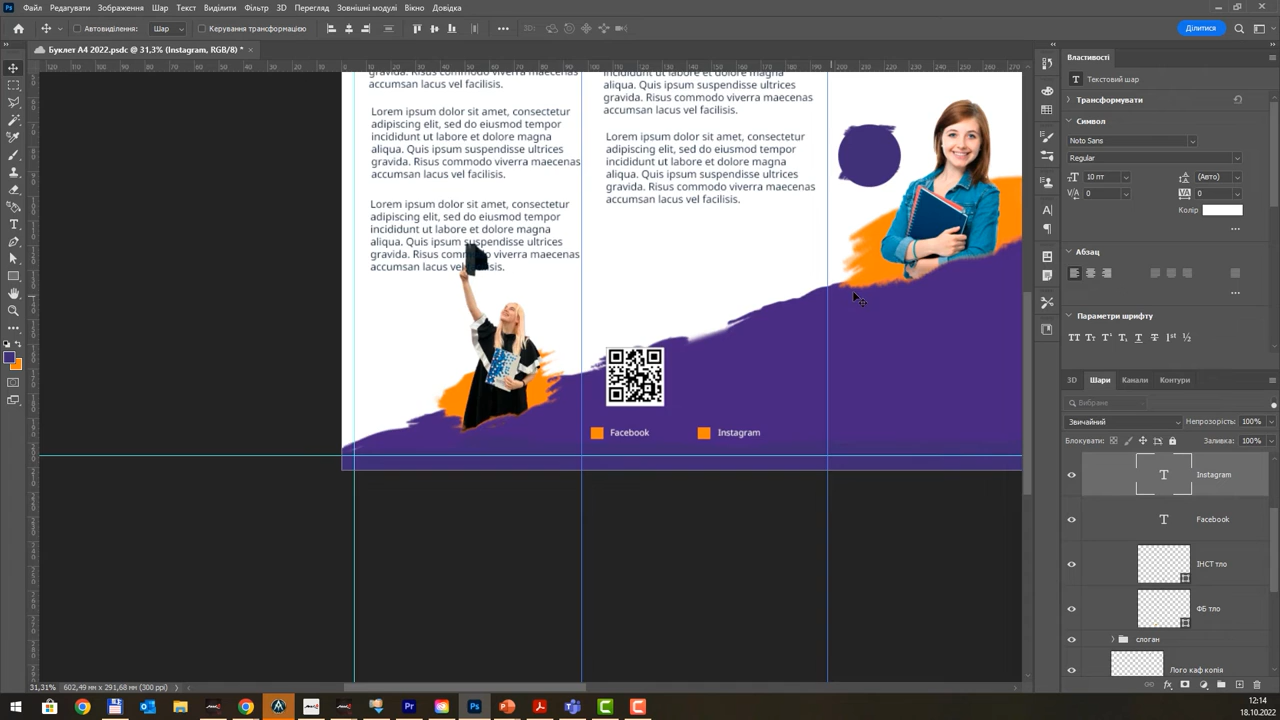 Файл Редагування Зображення Шар Текст Виділити Фільтр 3D Перегляд Зовнішні модулі Вікно Довідка
Автовиділення: Шар Керування трансформацією 3D: Ділитися
Буклет А4 2022.psdc @ 31,3% (Instagram, RGB/8) *
gravida. Risus commodo viverra maecenas
accumsan lacus vel facilisis.
Lorem ipsum dolor sit amet, consectetur
adipiscing elit, sed do eiusmod tempor
incididunt ut labore et dolore magna
aliqua. Quis ipsum suspendisse ultrices
gravida. Risus commodo viverra maecenas
accumsan lacus vel facilisis.
Lorem ipsum dolor sit amet, consectetur
adipiscing elit, sed do eiusmod tempor
incididunt ut labore et dolore magna
aliqua. Quis ipsum suspendisse ultrices
gravida. Risus commodo viverra maecenas
accumsan lacus vel facilisis.
incididunt ut labore et dolore magna
aliqua. Quis ipsum suspendisse ultrices
gravida. Risus commodo viverra maecenas
accumsan lacus vel facilisis.
Lorem ipsum dolor sit amet, consectetur
adipiscing elit, sed do eiusmod tempor
incididunt ut labore et dolore magna
aliqua. Quis ipsum suspendisse ultrices
gravida. Risus commodo viverra maecenas
accumsan lacus vel facilisis.
Facebook Instagram
Властивості
Текстовий шар
Трансформувати
Символ
Noto Sans
Regular
10 пт (Авто)
0 0
Колір
Абзац
Параметри шрифту
3D Шари Канали Контури
Вибране
Звичайний Непрозорість: 100%
Блокувати: Заливка: 100%
Instagram
Facebook
ІНСТ тло
ФБ тло
слоган
Лого каф копія
31,31% 602,49 мм x 291,68 мм (300 ppi)
12:14
18.10.2022